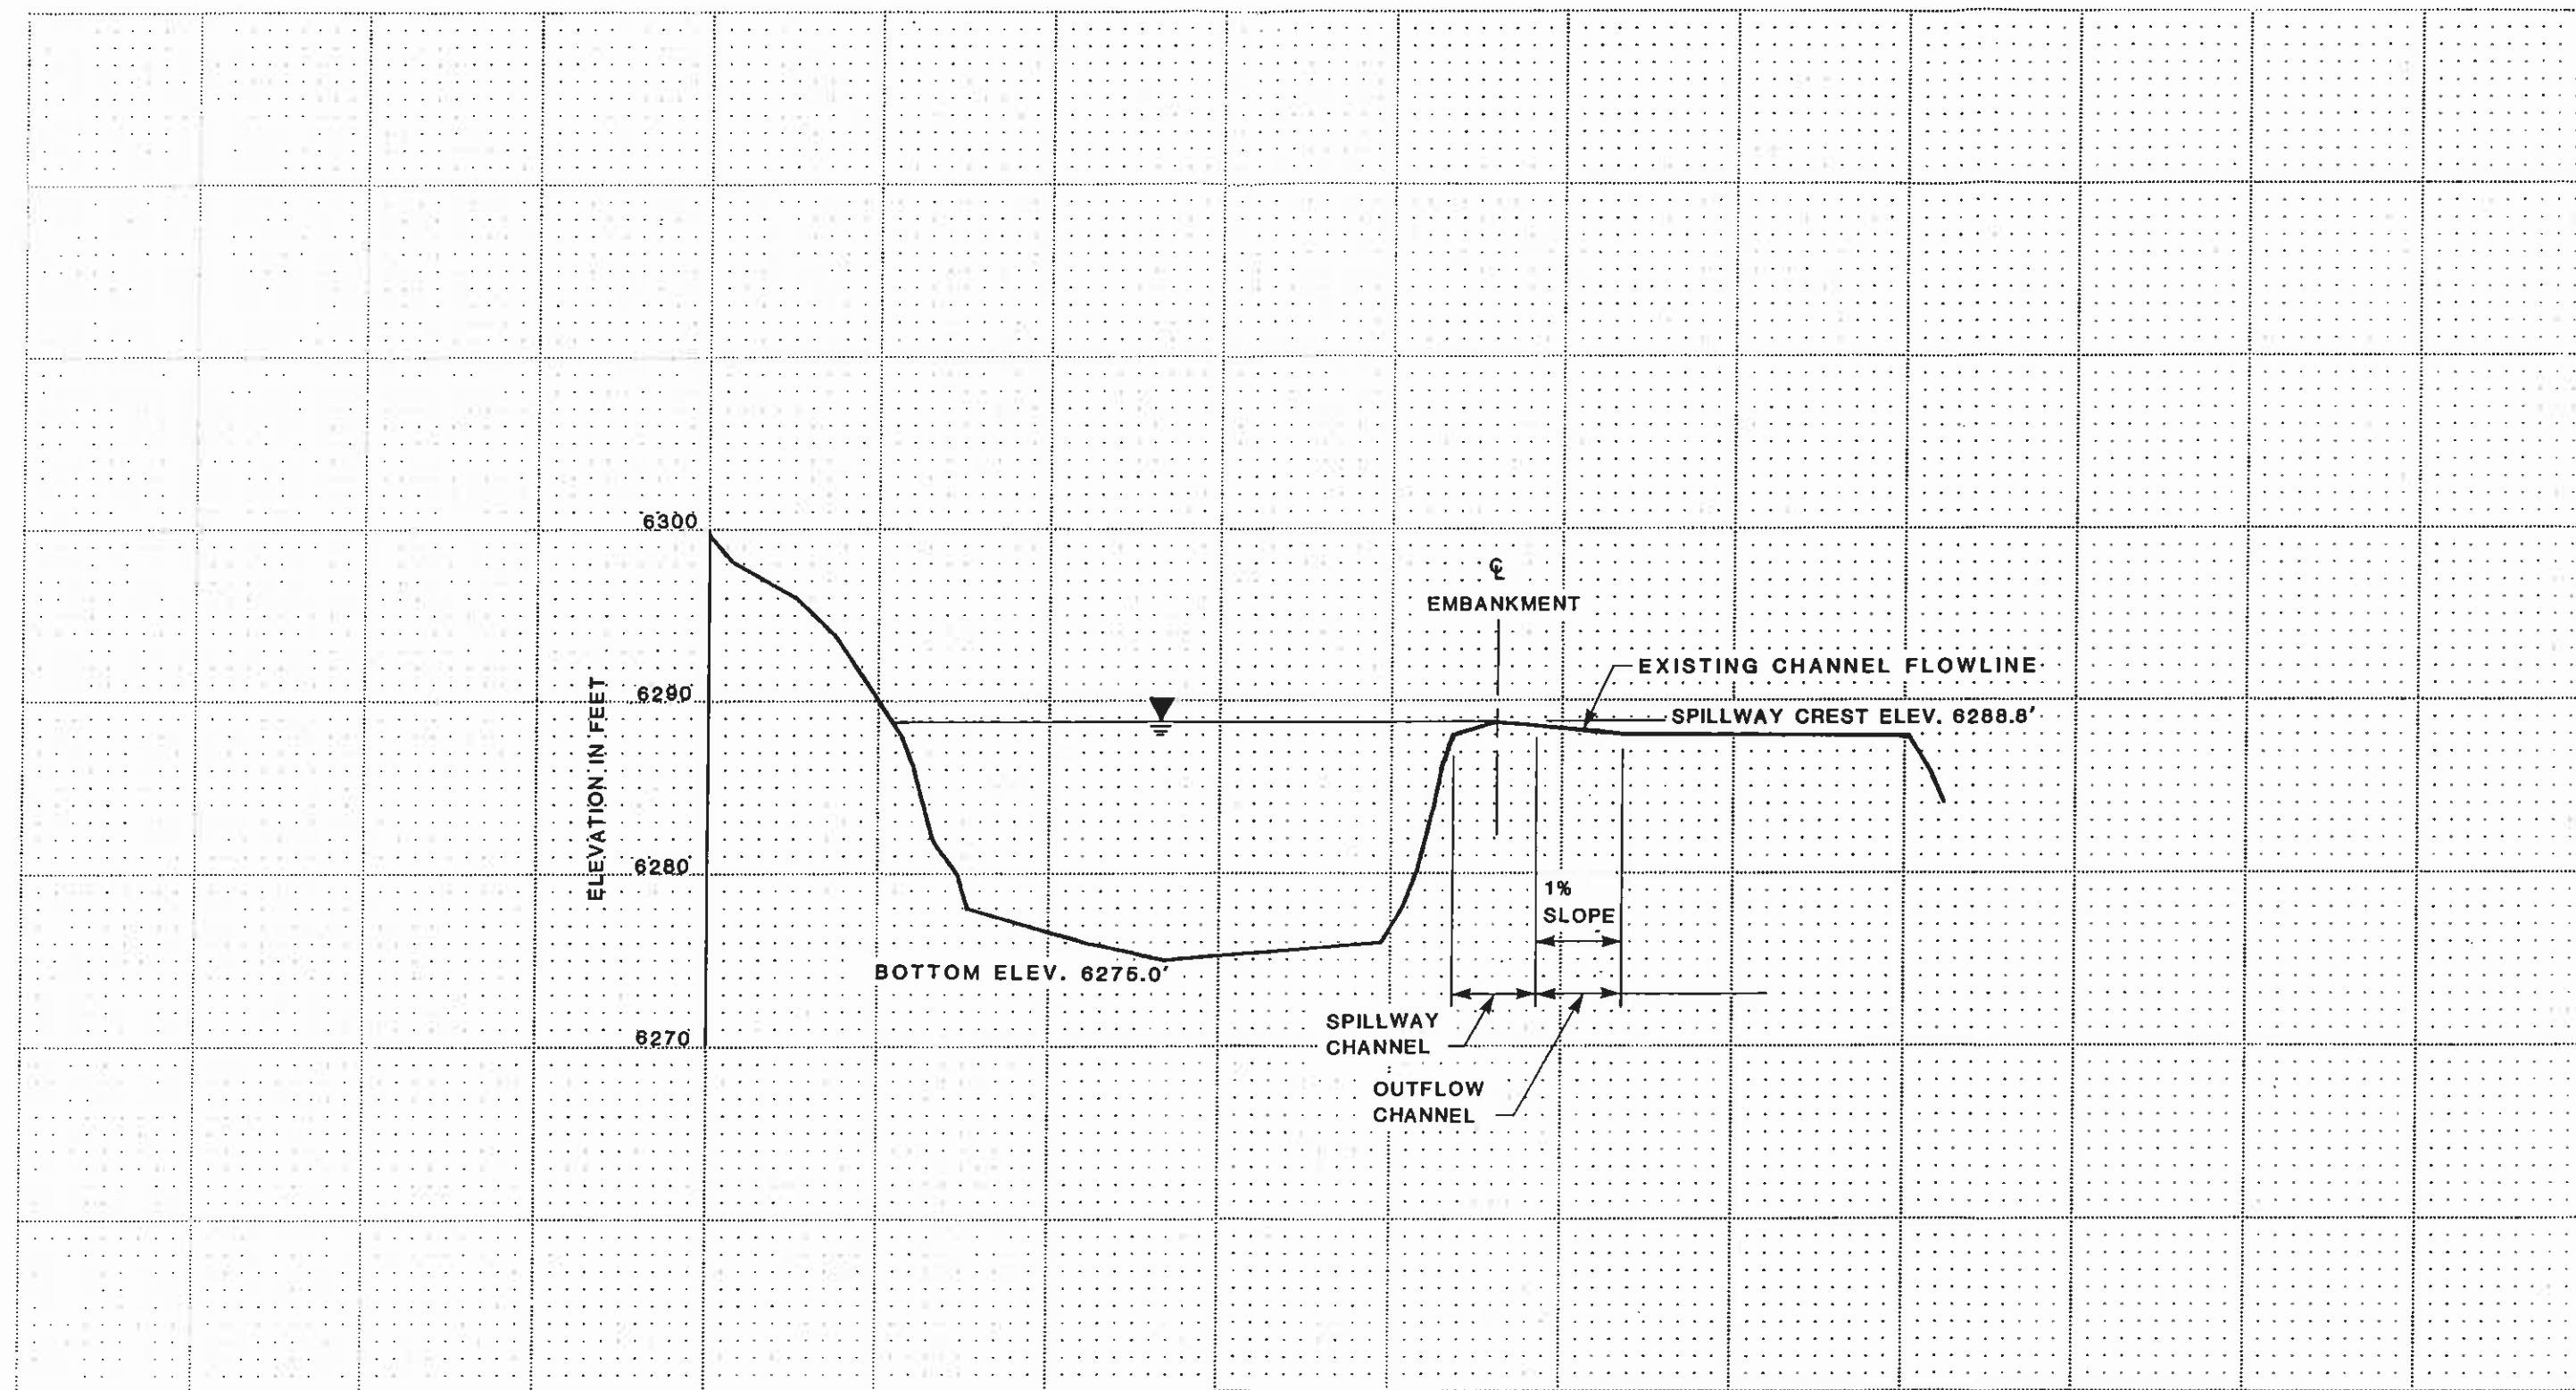 6300
℄
EMBANKMENT
EXISTING CHANNEL FLOWLINE
6290
SPILLWAY CREST ELEV. 6288.8'
ELEVATION IN FEET
6280
1%
SLOPE
BOTTOM ELEV. 6275.0'
SPILLWAY
CHANNEL
6270
OUTFLOW
CHANNEL